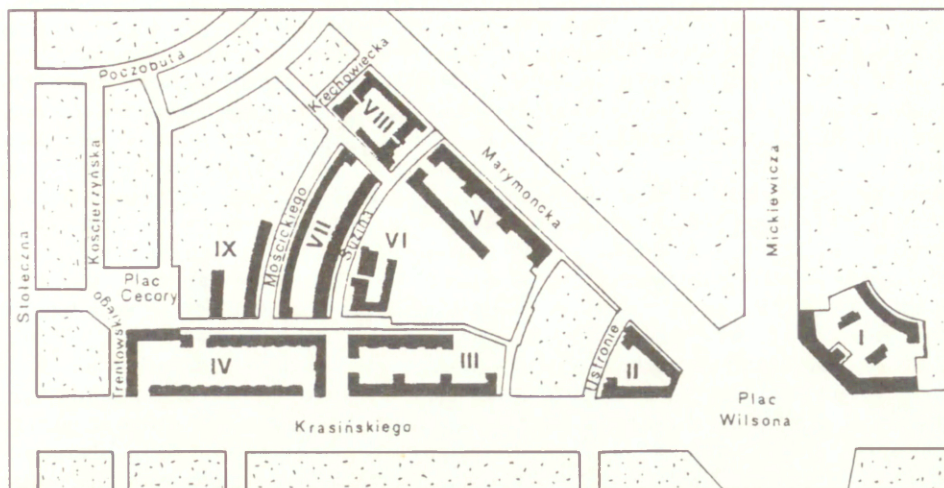 Poczobuta
Krechowiecka
VIII
Marymoncka
Mickiewicza
Kościerzyńska
Stołeczna
Mościckiego
VII
Suzina
VI
V
IX
Plac
Cecory
Trentowskiego
IV
III
Ustronie
II
I
Plac
Wilsona
Krasińskiego